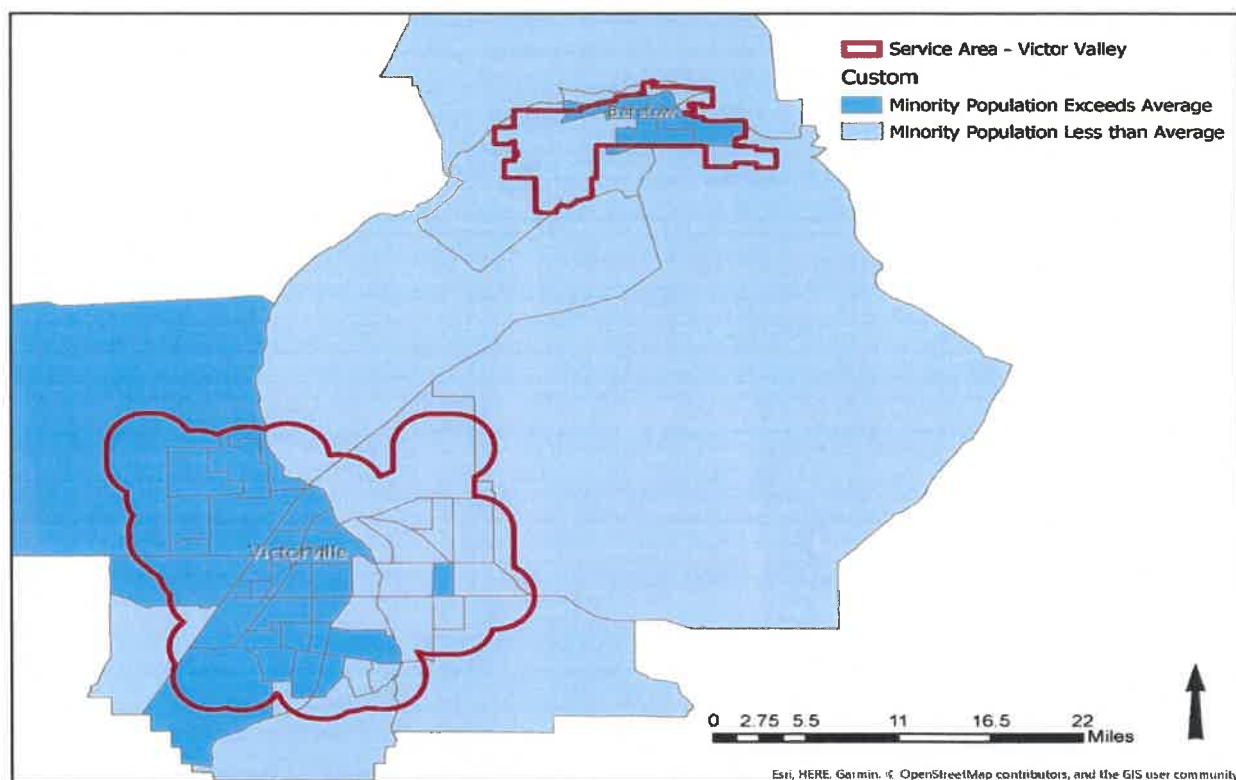 Service Area - Victor Valley
Custom
Minority Population Exceeds Average
Minority Population Less than Average
Barstow
Victorville
0 2.75 5.5 11 16.5 22
Miles
Esri, HERE, Garmin, © OpenStreetMap contributors, and the GIS user community